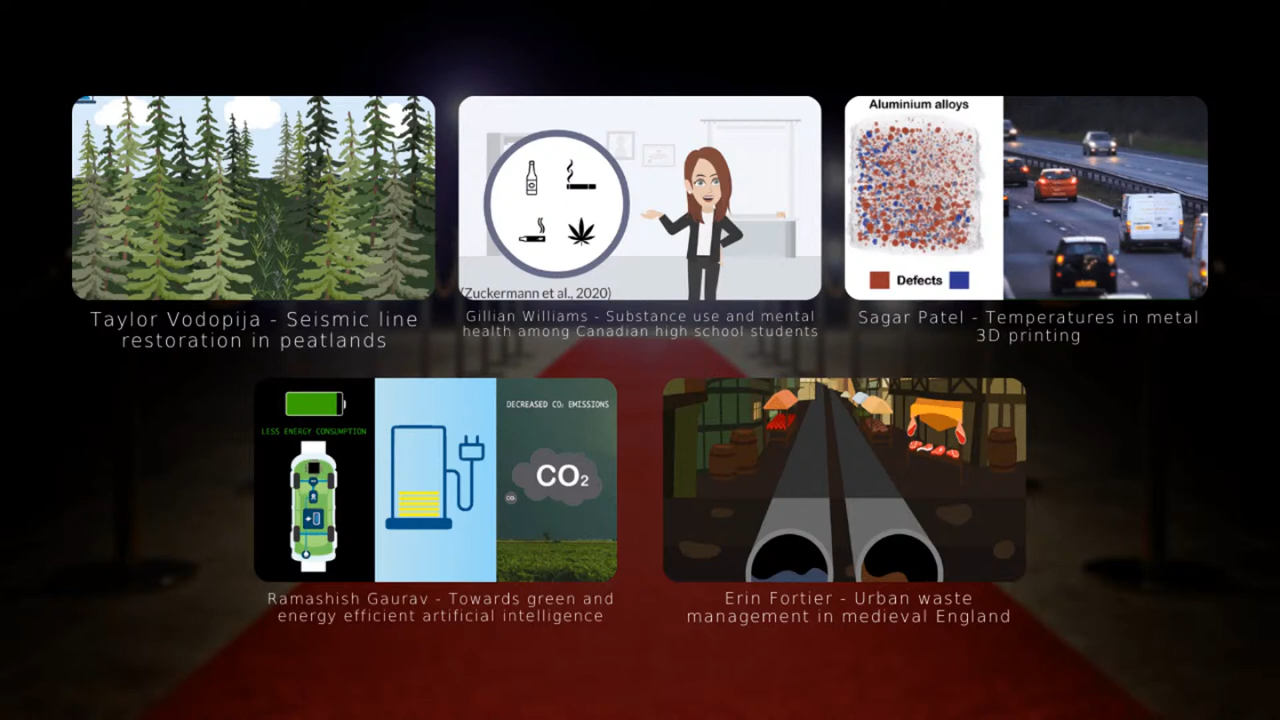 Aluminium alloys
Defects
(Zuckermann et al., 2020)
Taylor Vodopija - Seismic line
restoration in peatlands
Gillian Williams - Substance use and mental
health among Canadian high school students
Sagar Patel - Temperatures in metal
3D printing
LESS ENERGY CONSUMPTION
DECREASED CO₂ EMISSIONS
CO₂
CO₂
Ramashish Gaurav - Towards green and
energy efficient artificial intelligence
Erin Fortier - Urban waste
management in medieval England